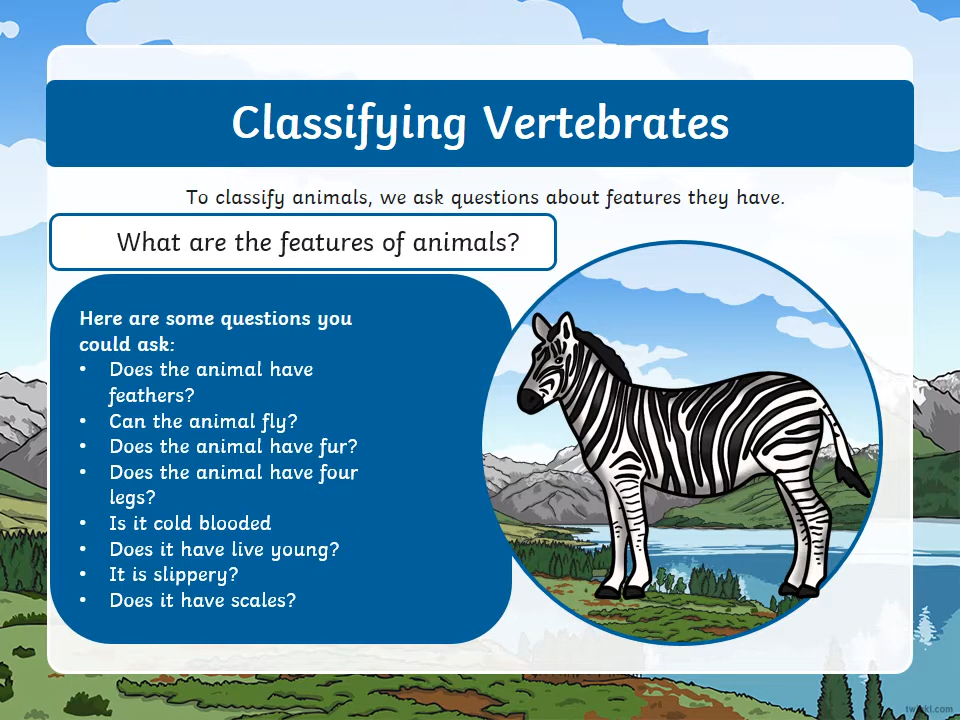 Classifying Vertebrates
To classify animals, we ask questions about features they have.
What are the features of animals?
Here are some questions you
could ask:
• Does the animal have
feathers?
• Can the animal fly?
• Does the animal have fur?
• Does the animal have four
legs?
• Is it cold blooded
• Does it have live young?
• It is slippery?
• Does it have scales?
twinkl.com